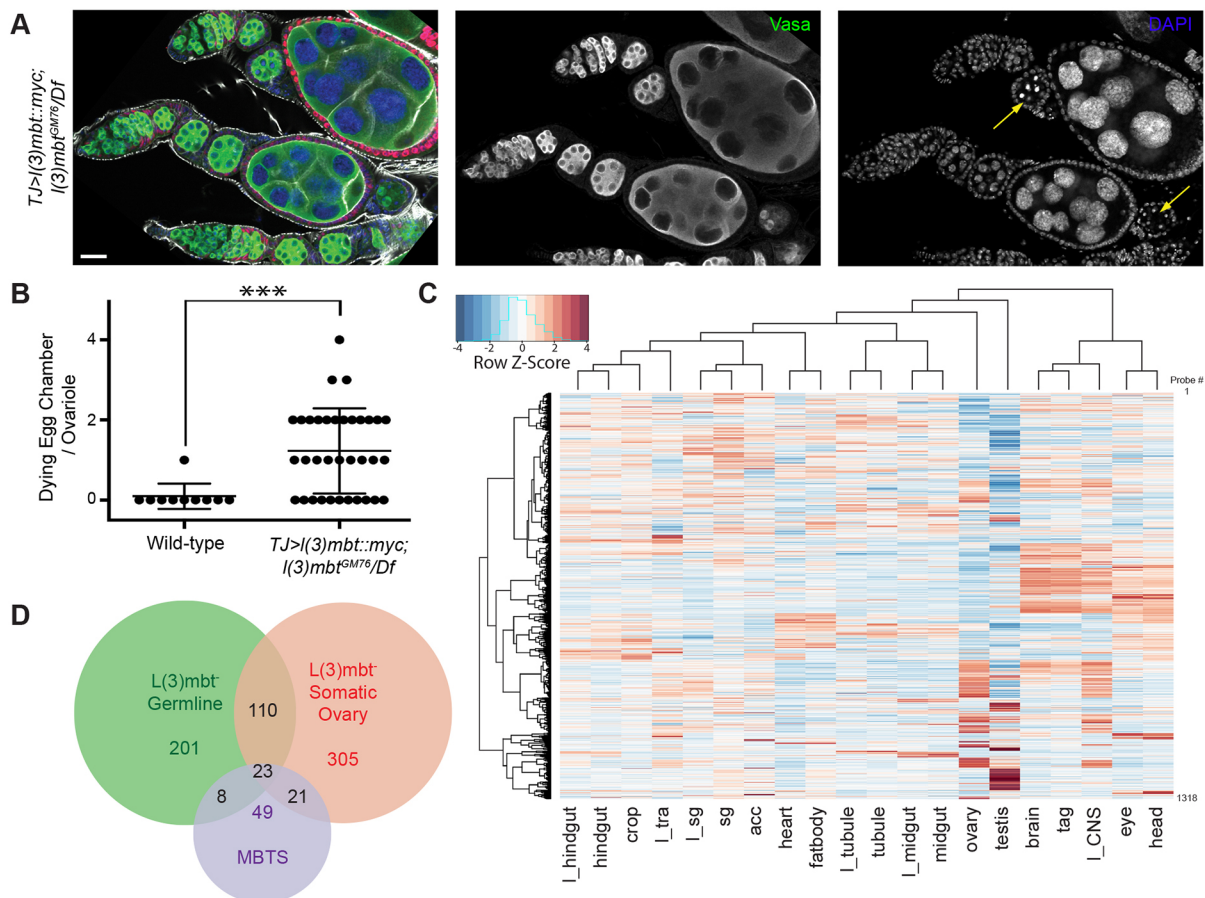 A
TJ>l(3)mbt::myc;
l(3)mbtGM76/Df
Vasa
DAPI
B
***
Dying Egg Chamber
/ Ovariole
4
2
0
Wild-type
TJ>l(3)mbt::myc;
l(3)mbtGM76/Df
C
-4 -2 0 2 4
Row Z-Score
Probe #
1
1318
l_hindgut
hindgut
crop
l_tra
l_sg
sg
acc
heart
fatbody
l_tubule
tubule
l_midgut
midgut
ovary
testis
brain
tag
l_CNS
eye
head
D
L(3)mbt-
Germline
201
110
L(3)mbt-
Somatic
Ovary
305
23
8
21
49
MBTS